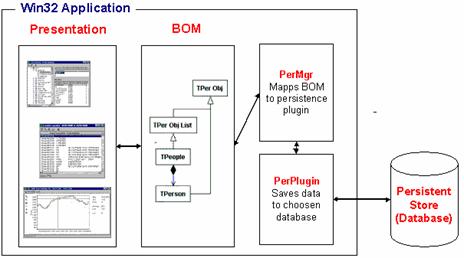 Win32 Application
Presentation
BOM
TPer Obj
TPer Obj List
TPeople
TPerson
PerMgr
Mapps BOM
to persistence
plugin
PerPlugin
Saves data
to choosen
database
Persistent
Store
(Database)